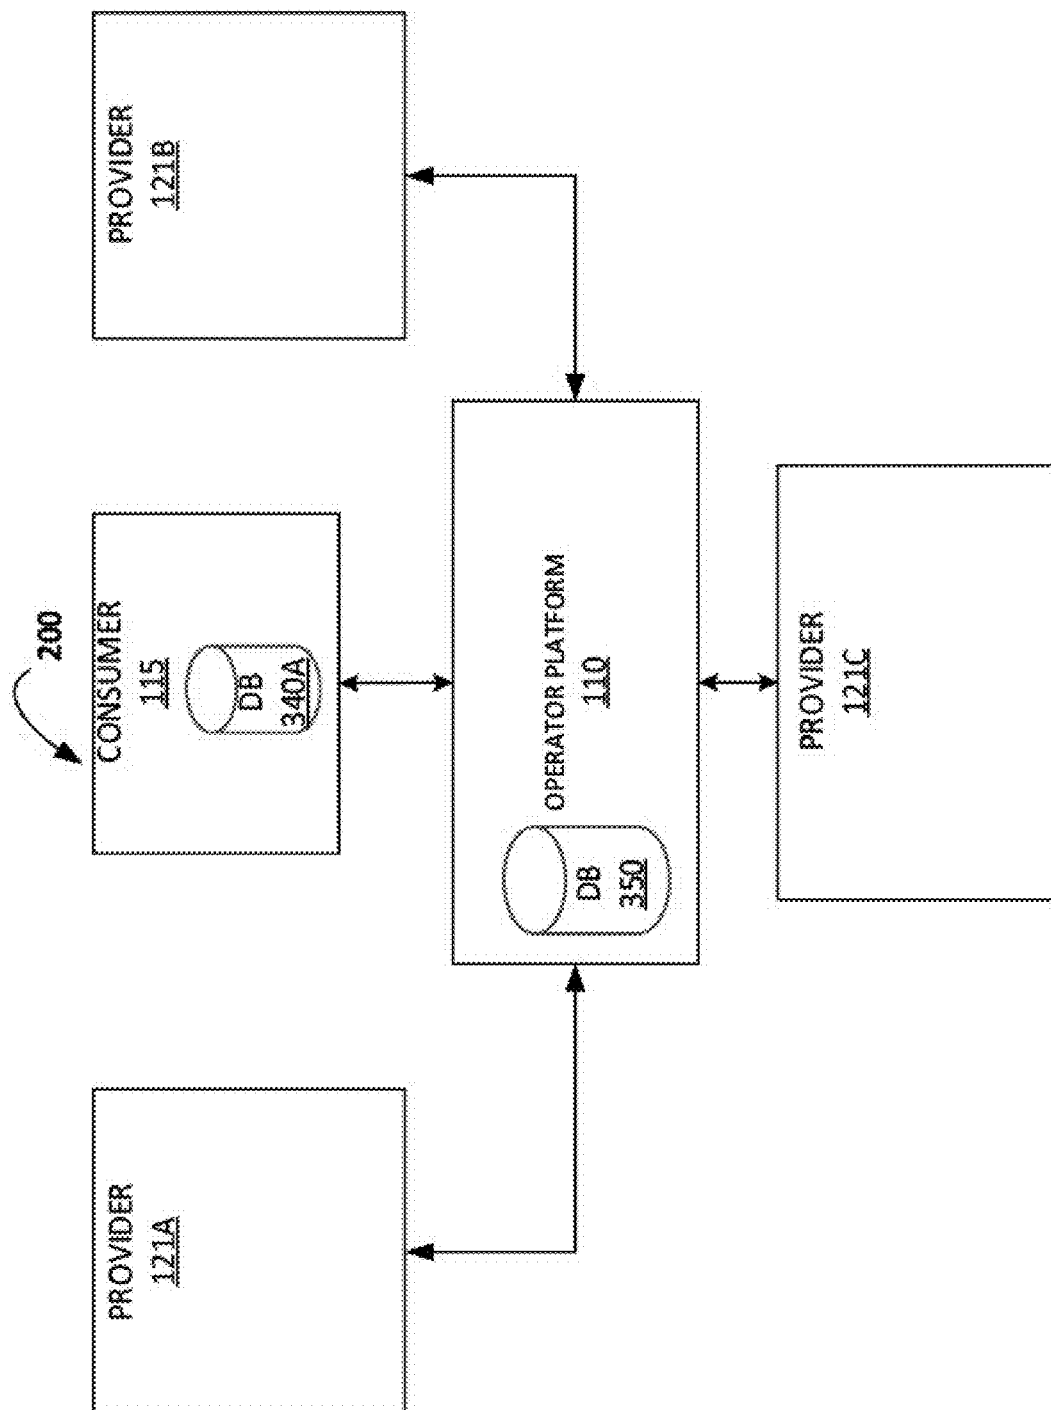 200
PROVIDER
121A
CONSUMER
115
DB
340A
PROVIDER
121B
OPERATOR PLATFORM
110
DB
350
PROVIDER
121C